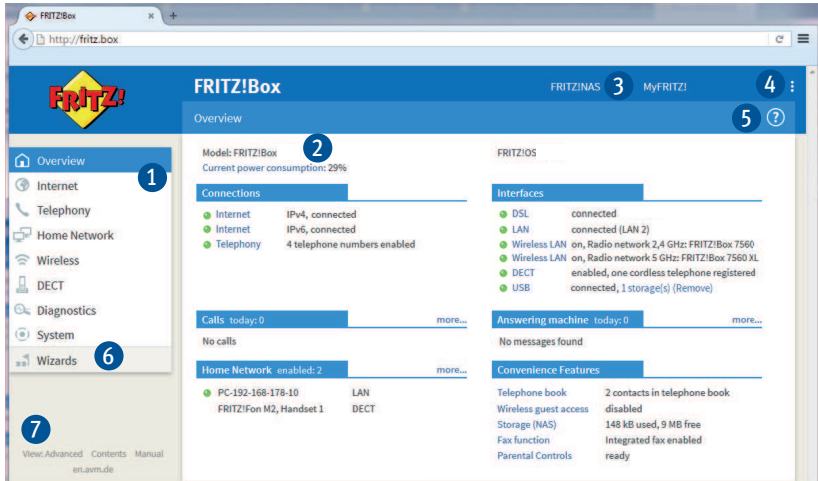 FRITZ!Box
http://fritz.box
FRITZ!
FRITZ!Box
FRITZ!NAS 3 MyFRITZ! 4
Overview 5 ?
1
Overview
Internet
Telephony
Home Network
Wireless
DECT
Diagnostics
System
Wizards 6
7
View: Advanced Contents Manual
en.avm.de
Model: FRITZ!Box 2 FRITZ!OS
Current power consumption: 29%
Connections
Internet IPv4, connected
Internet IPv6, connected
Telephony 4 telephone numbers enabled
Interfaces
DSL connected
LAN connected (LAN 2)
Wireless LAN on, Radio network 2,4 GHz: FRITZ!Box 7560
Wireless LAN on, Radio network 5 GHz: FRITZ!Box 7560 XL
DECT enabled, one cordless telephone registered
USB connected, 1 storage(s) (Remove)
Calls today: 0 more...
No calls
Answering machine today: 0 more...
No messages found
Home Network enabled: 2 more...
PC-192-168-178-10 LAN
FRITZ!Fon M2, Handset 1 DECT
Convenience Features
Telephone book 2 contacts in telephone book
Wireless guest access disabled
Storage (NAS) 148 kB used, 9 MB free
Fax function Integrated fax enabled
Parental Controls ready